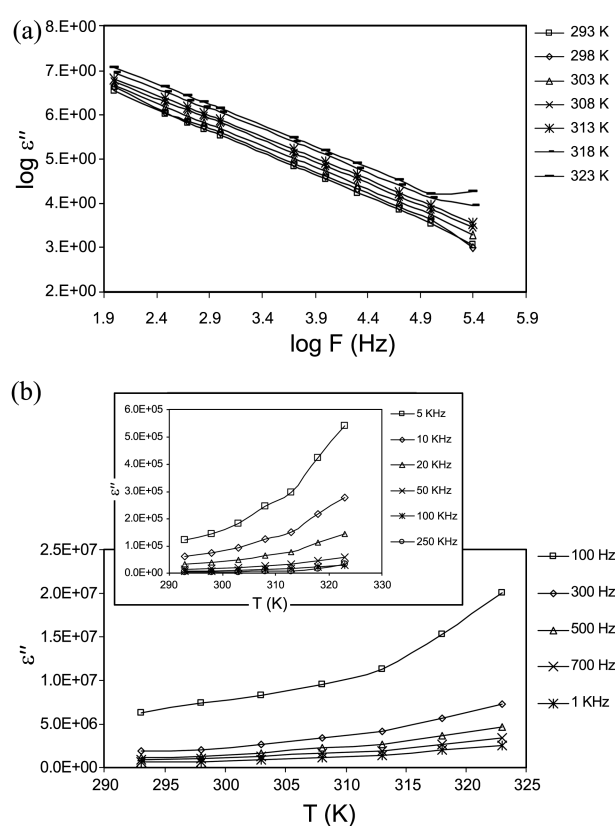 (a)
8.E+00
7.E+00
6.E+00
5.E+00
4.E+00
3.E+00
2.E+00
log ε″
1.9 2.4 2.9 3.4 3.9 4.4 4.9 5.4 5.9
log F (Hz)
293 K
298 K
303 K
308 K
313 K
318 K
323 K
(b)
6.0E+05
5.0E+05
4.0E+05
3.0E+05
2.0E+05
1.0E+05
0.0E+00
ε″
290 300 310 320 330
T (K)
5 KHz
10 KHz
20 KHz
50 KHz
100 KHz
250 KHz
2.5E+07
2.0E+07
1.5E+07
1.0E+07
5.0E+06
0.0E+00
ε″
290 295 300 305 310 315 320 325
T (K)
100 Hz
300 Hz
500 Hz
700 Hz
1 KHz